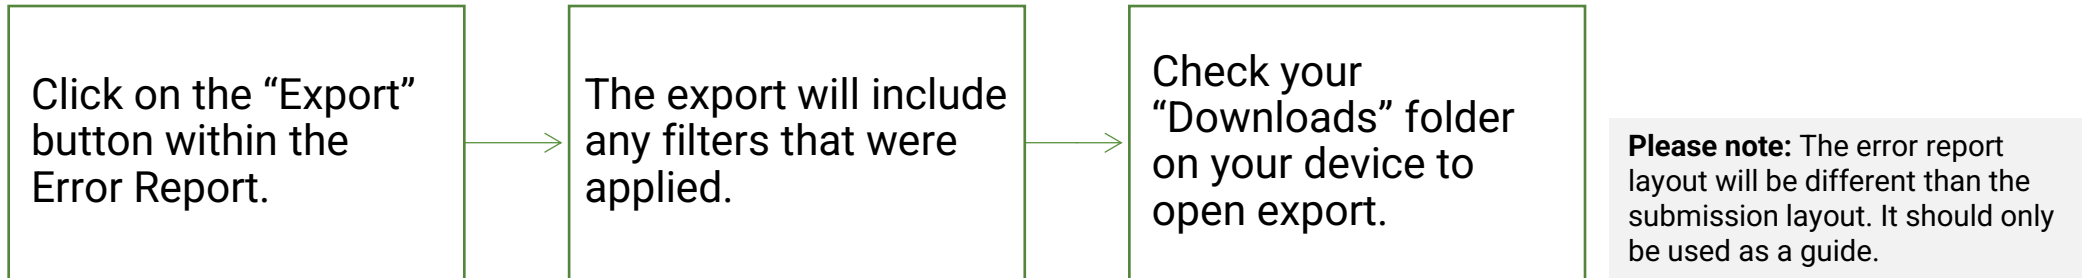 Click on the “Export”
button within the
Error Report.
The export will include
any filters that were
applied.
Check your
“Downloads” folder
on your device to
open export.
Please note: The error report
layout will be different than the
submission layout. It should only
be used as a guide.